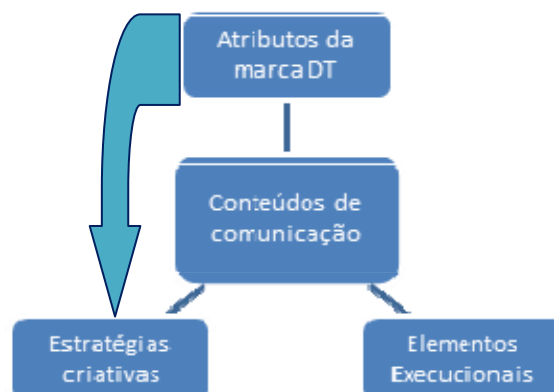 Atributos da
marca DT
Conteúdos de
comunicação
Estratégias
criativas
Elementos
Execucionais